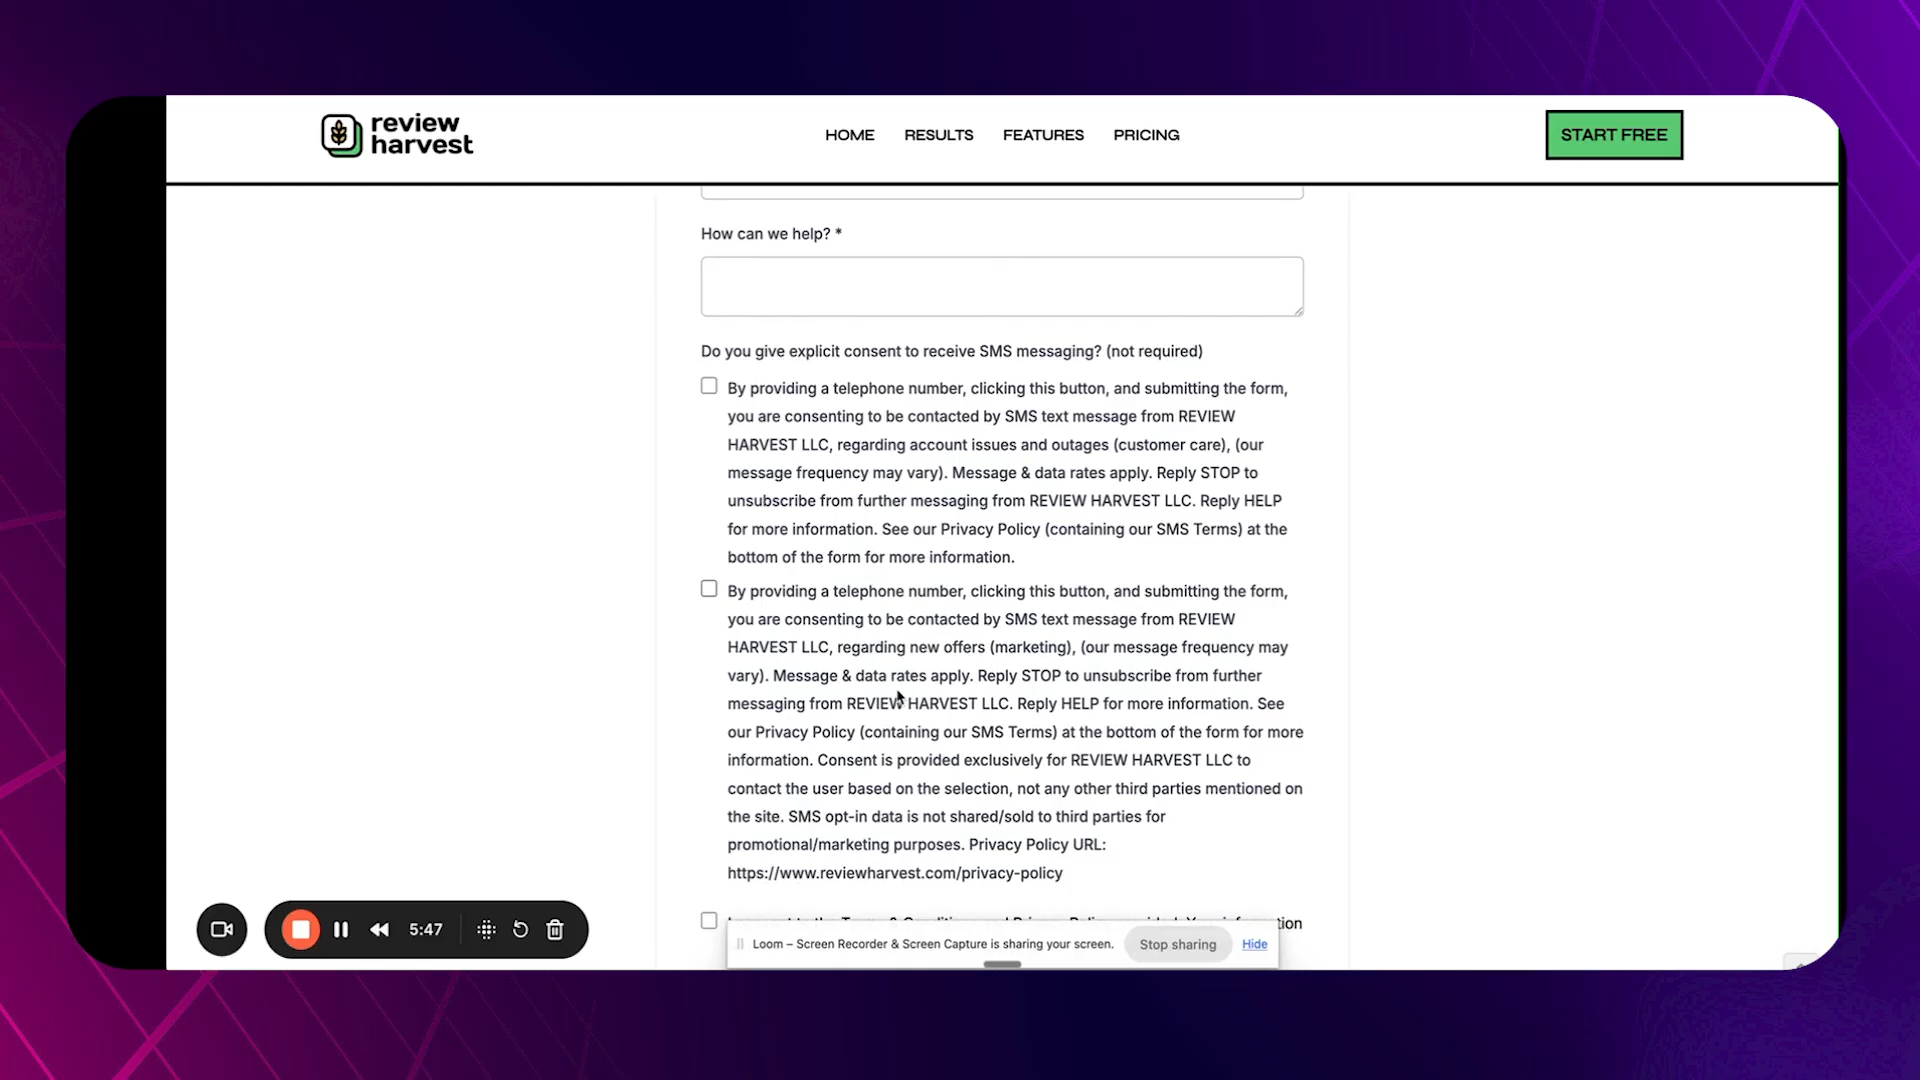 review
harvest
HOME RESULTS FEATURES PRICING
START FREE
How can we help? *
Do you give explicit consent to receive SMS messaging? (not required)
By providing a telephone number, clicking this button, and submitting the form,
you are consenting to be contacted by SMS text message from REVIEW
HARVEST LLC, regarding account issues and outages (customer care), (our
message frequency may vary). Message & data rates apply. Reply STOP to
unsubscribe from further messaging from REVIEW HARVEST LLC. Reply HELP
for more information. See our Privacy Policy (containing our SMS Terms) at the
bottom of the form for more information.
By providing a telephone number, clicking this button, and submitting the form,
you are consenting to be contacted by SMS text message from REVIEW
HARVEST LLC, regarding new offers (marketing), (our message frequency may
vary). Message & data rates apply. Reply STOP to unsubscribe from further
messaging from REVIEW HARVEST LLC. Reply HELP for more information. See
our Privacy Policy (containing our SMS Terms) at the bottom of the form for more
information. Consent is provided exclusively for REVIEW HARVEST LLC to
contact the user based on the selection, not any other third parties mentioned on
the site. SMS opt-in data is not shared/sold to third parties for
promotional/marketing purposes. Privacy Policy URL:
https://www.reviewharvest.com/privacy-policy
5:47
Loom – Screen Recorder & Screen Capture is sharing your screen. Stop sharing Hide